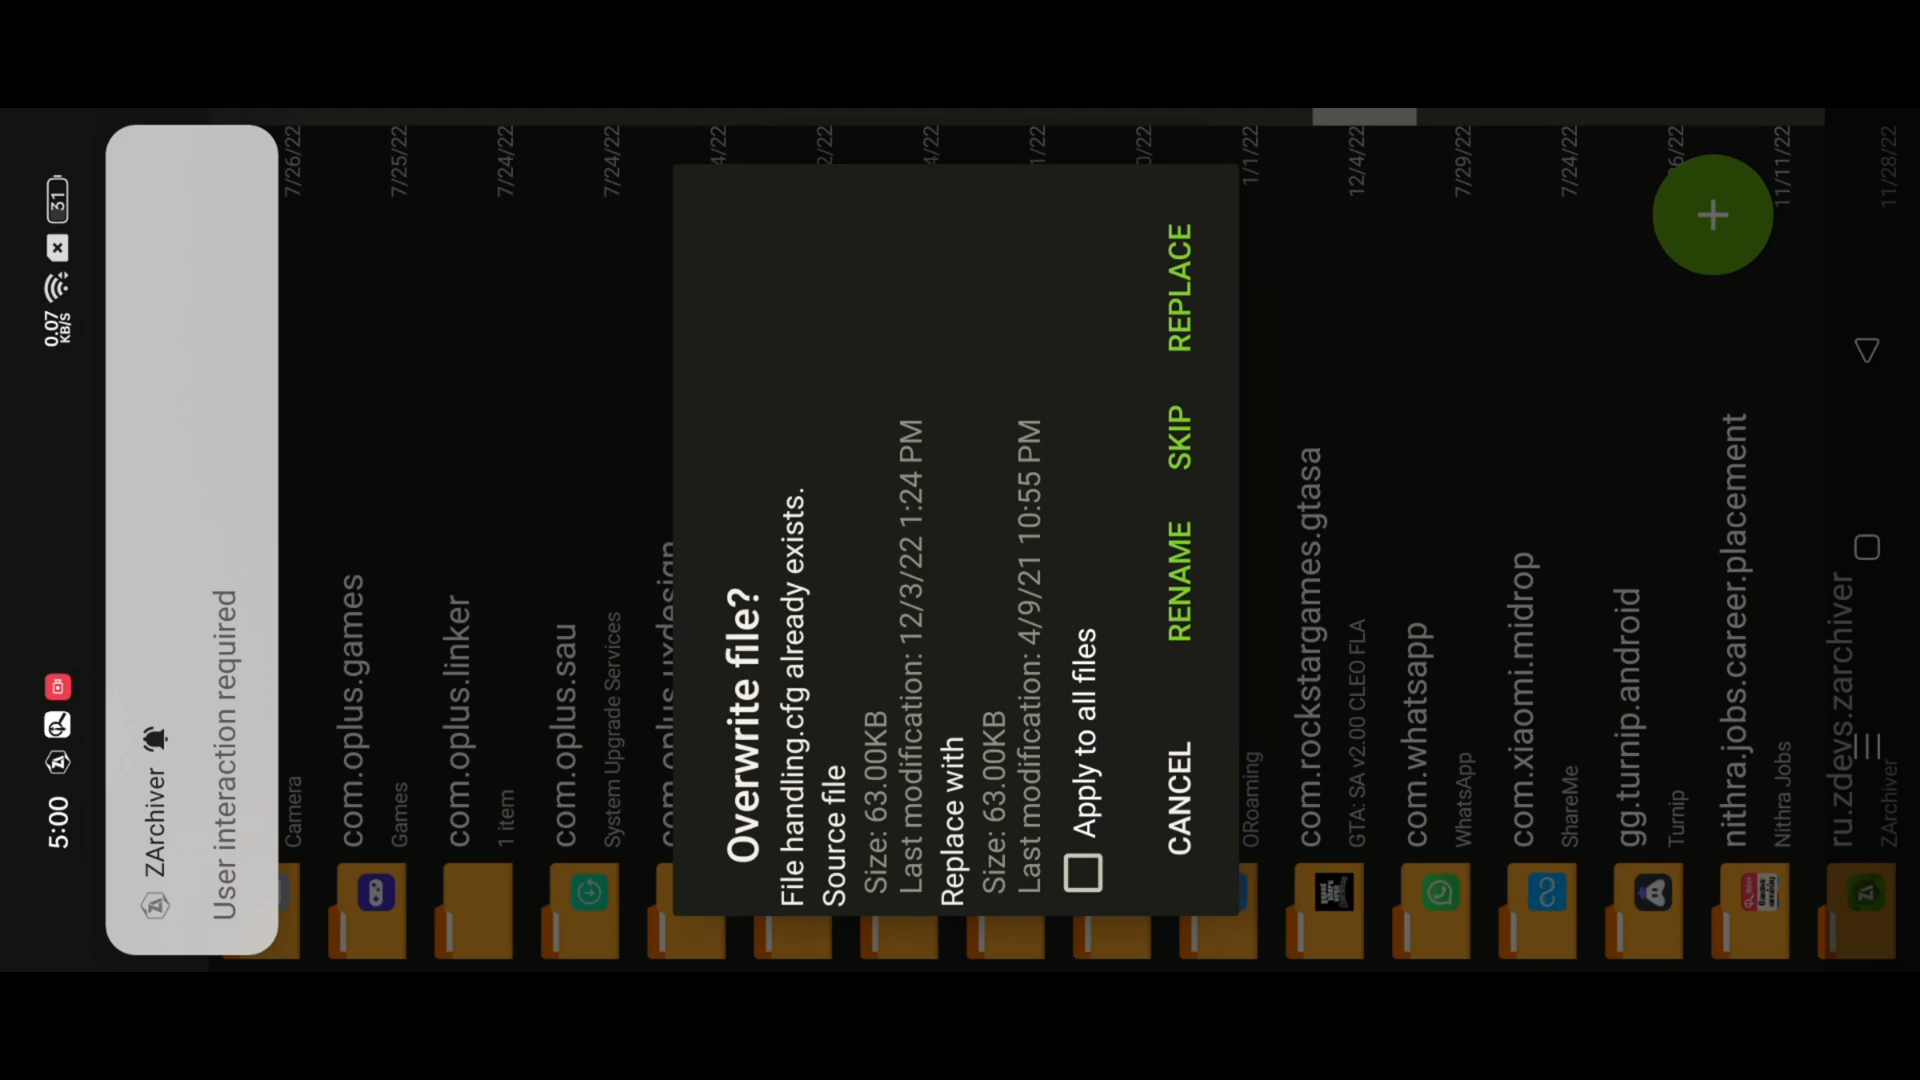 5:00
0.07
KB/S
31
ZArchiver
User interaction required
7/26/22
Camera
com.oplus.games
7/25/22
Games
com.oplus.linker
7/24/22
1 item
com.oplus.sau
7/24/22
System Upgrade Services
Overwrite file?
File handling.cfg already exists.
Source file
Size: 63.00KB
Last modification: 12/3/22 1:24 PM
Replace with
Size: 63.00KB
Last modification: 4/9/21 10:55 PM
Apply to all files
CANCEL RENAME SKIP REPLACE
1/1/22
ORoaming
com.rockstargames.gtasa
12/4/22
GTA: SA v2.00 CLEO FLA
com.whatsapp
7/29/22
WhatsApp
com.xiaomi.midrop
7/24/22
ShareMe
gg.turnip.android
Turnip
nithra.jobs.career.placement
11/11/22
Nithra Jobs
ru.zdevs.zarchiver
11/28/22
ZArchiver